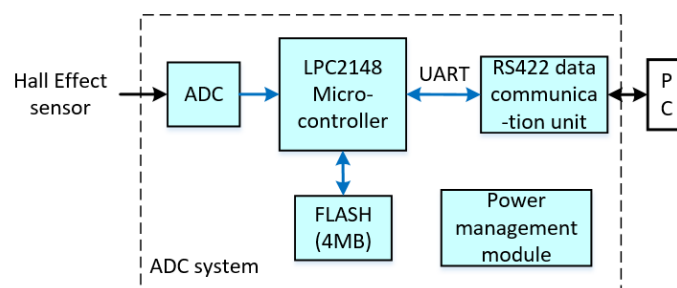 Hall Effect
sensor
ADC
LPC2148
Micro-
controller
UART
RS422 data
communica
-tion unit
P
C
FLASH
(4MB)
Power
management
module
ADC system